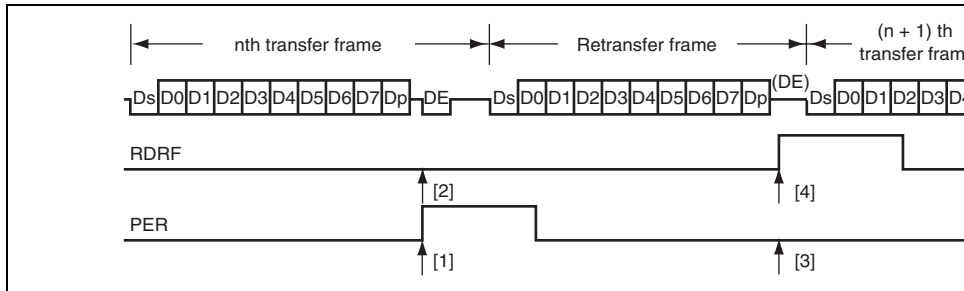 nth transfer frame
Retransfer frame
(n + 1) th
transfer fram
Ds D0 D1 D2 D3 D4 D5 D6 D7 Dp DE Ds D0 D1 D2 D3 D4 D5 D6 D7 Dp (DE) Ds D0 D1 D2 D3 D4
RDRF
[2] [4]
PER
[1] [3]